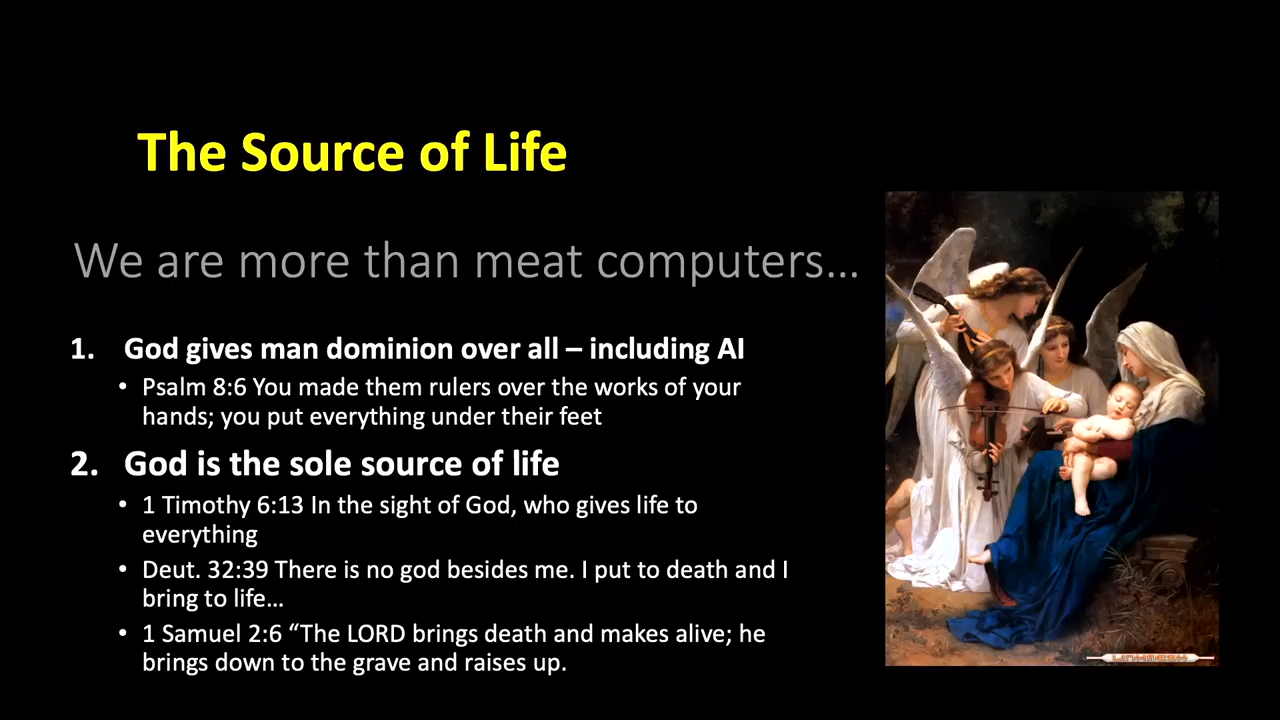 The Source of Life
We are more than meat computers…
1. God gives man dominion over all – including AI
• Psalm 8:6 You made them rulers over the works of your
hands; you put everything under their feet
2. God is the sole source of life
• 1 Timothy 6:13 In the sight of God, who gives life to
everything
• Deut. 32:39 There is no god besides me. I put to death and I
bring to life…
• 1 Samuel 2:6 “The LORD brings death and makes alive; he
brings down to the grave and raises up.